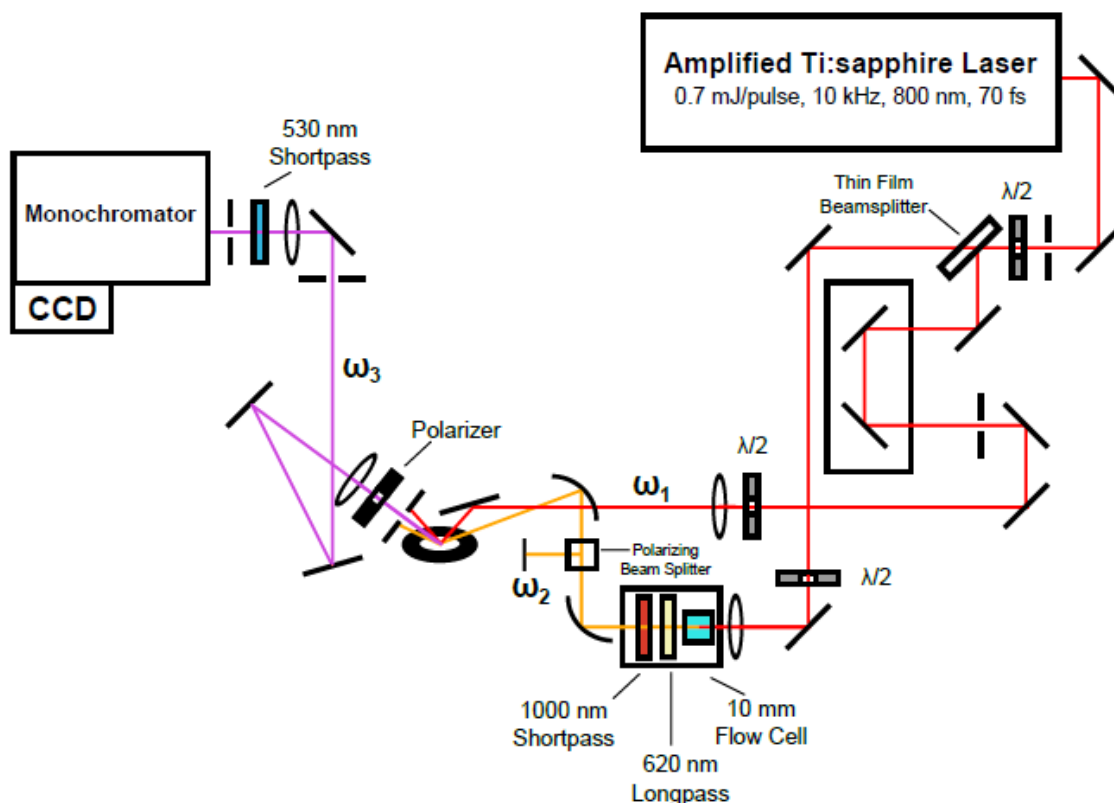 Amplified Ti:sapphire Laser
0.7 mJ/pulse, 10 kHz, 800 nm, 70 fs
530 nm
Shortpass
Monochromator
CCD
Thin Film
Beamsplitter
λ/2
ω3
Polarizer
λ/2
ω1
Polarizing
Beam Splitter
ω2
λ/2
1000 nm
Shortpass
620 nm
Longpass
10 mm
Flow Cell